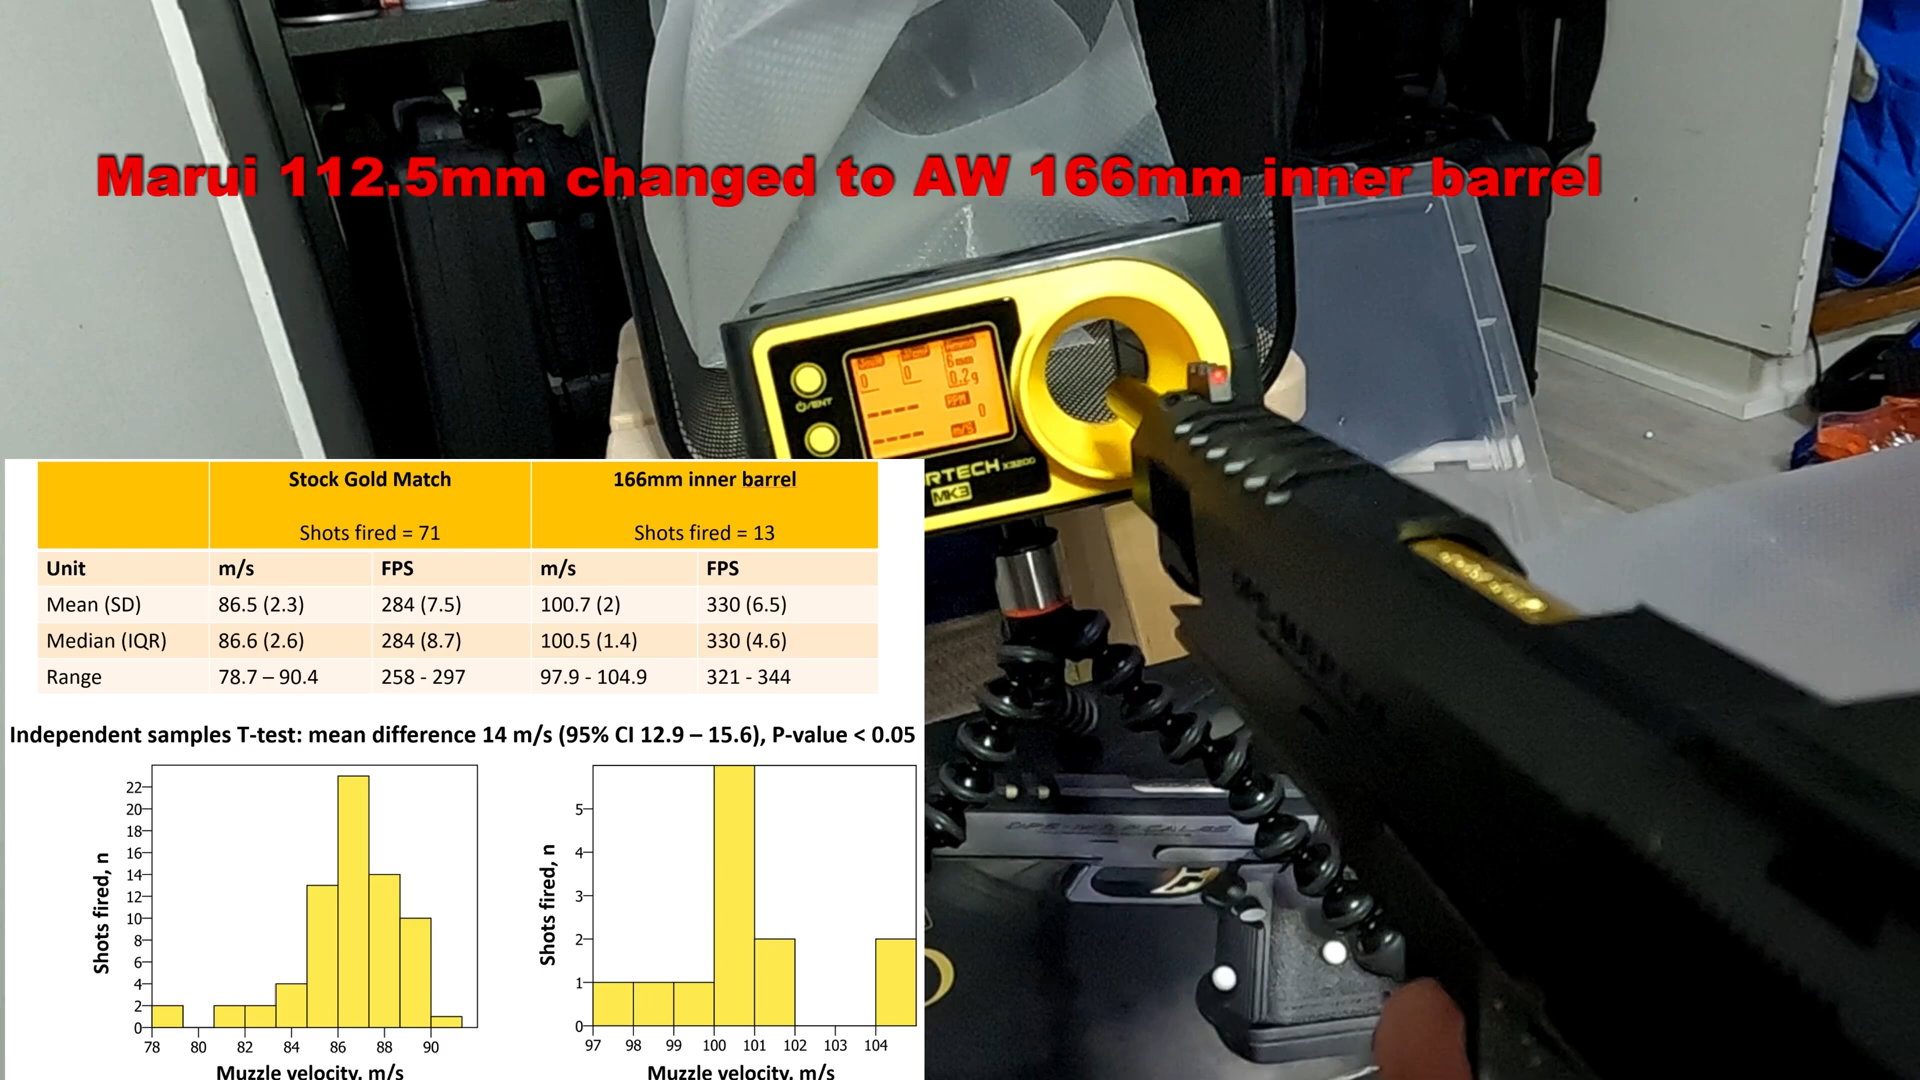 Marui 112.5mm changed to AW 166mm inner barrel
6mm
0.2g
0
0
RPM
0
m/s
⏻/ENT
RTECH X3200
MK3
Stock Gold Match
Shots fired = 71
166mm inner barrel
Shots fired = 13
Unit m/s FPS m/s FPS
Mean (SD) 86.5 (2.3) 284 (7.5) 100.7 (2) 330 (6.5)
Median (IQR) 86.6 (2.6) 284 (8.7) 100.5 (1.4) 330 (4.6)
Range 78.7 – 90.4 258 - 297 97.9 - 104.9 321 - 344
Independent samples T-test: mean difference 14 m/s (95% CI 12.9 – 15.6), P-value < 0.05
Shots fired, n
22
20
18
16
14
12
10
8
6
4
2
0
78 80 82 84 86 88 90
Muzzle velocity, m/s
Shots fired, n
5
4
3
2
1
0
97 98 99 100 101 102 103 104
Muzzle velocity, m/s